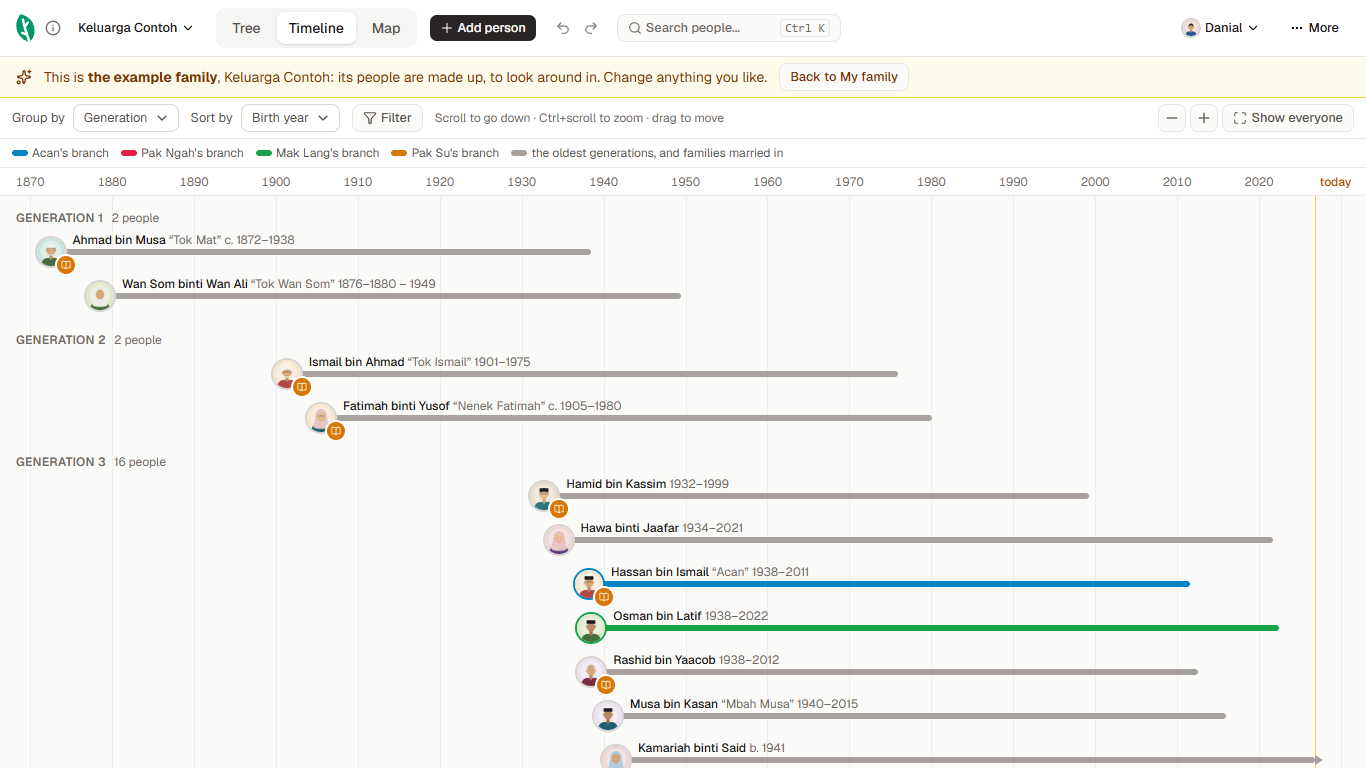 Keluarga Contoh
Tree
Timeline
Map
+ Add person
Search people...
Ctrl K
Danial
More
This is the example family, Keluarga Contoh: its people are made up, to look around in. Change anything you like.
Back to My family
Group by
Generation
Sort by
Birth year
Filter
Scroll to go down · Ctrl+scroll to zoom · drag to move
Show everyone
Acan's branch
Pak Ngah's branch
Mak Lang's branch
Pak Su's branch
the oldest generations, and families married in
1870 1880 1890 1900 1910 1920 1930 1940 1950 1960 1970 1980 1990 2000 2010 2020 today
GENERATION 1 2 people
Ahmad bin Musa “Tok Mat” c. 1872–1938
Wan Som binti Wan Ali “Tok Wan Som” 1876–1880 – 1949
GENERATION 2 2 people
Ismail bin Ahmad “Tok Ismail” 1901–1975
Fatimah binti Yusof “Nenek Fatimah” c. 1905–1980
GENERATION 3 16 people
Hamid bin Kassim 1932–1999
Hawa binti Jaafar 1934–2021
Hassan bin Ismail “Acan” 1938–2011
Osman bin Latif 1938–2022
Rashid bin Yaacob 1938–2012
Musa bin Kasan “Mbah Musa” 1940–2015
Kamariah binti Said b. 1941